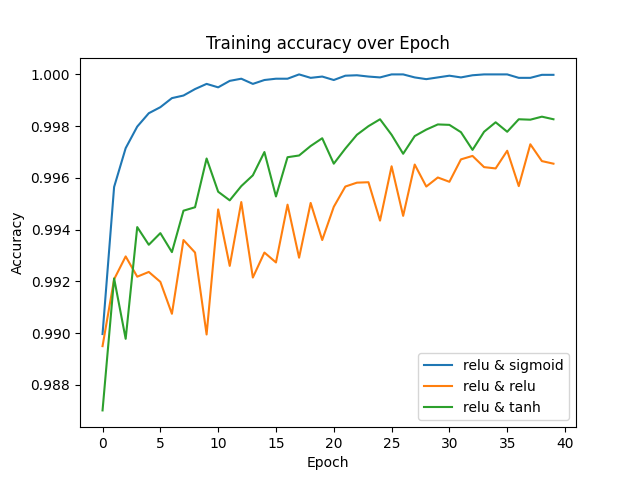 Training accuracy over Epoch
Accuracy
1.000
0.998
0.996
0.994
0.992
0.990
0.988
relu & sigmoid
relu & relu
relu & tanh
0 5 10 15 20 25 30 35 40
Epoch